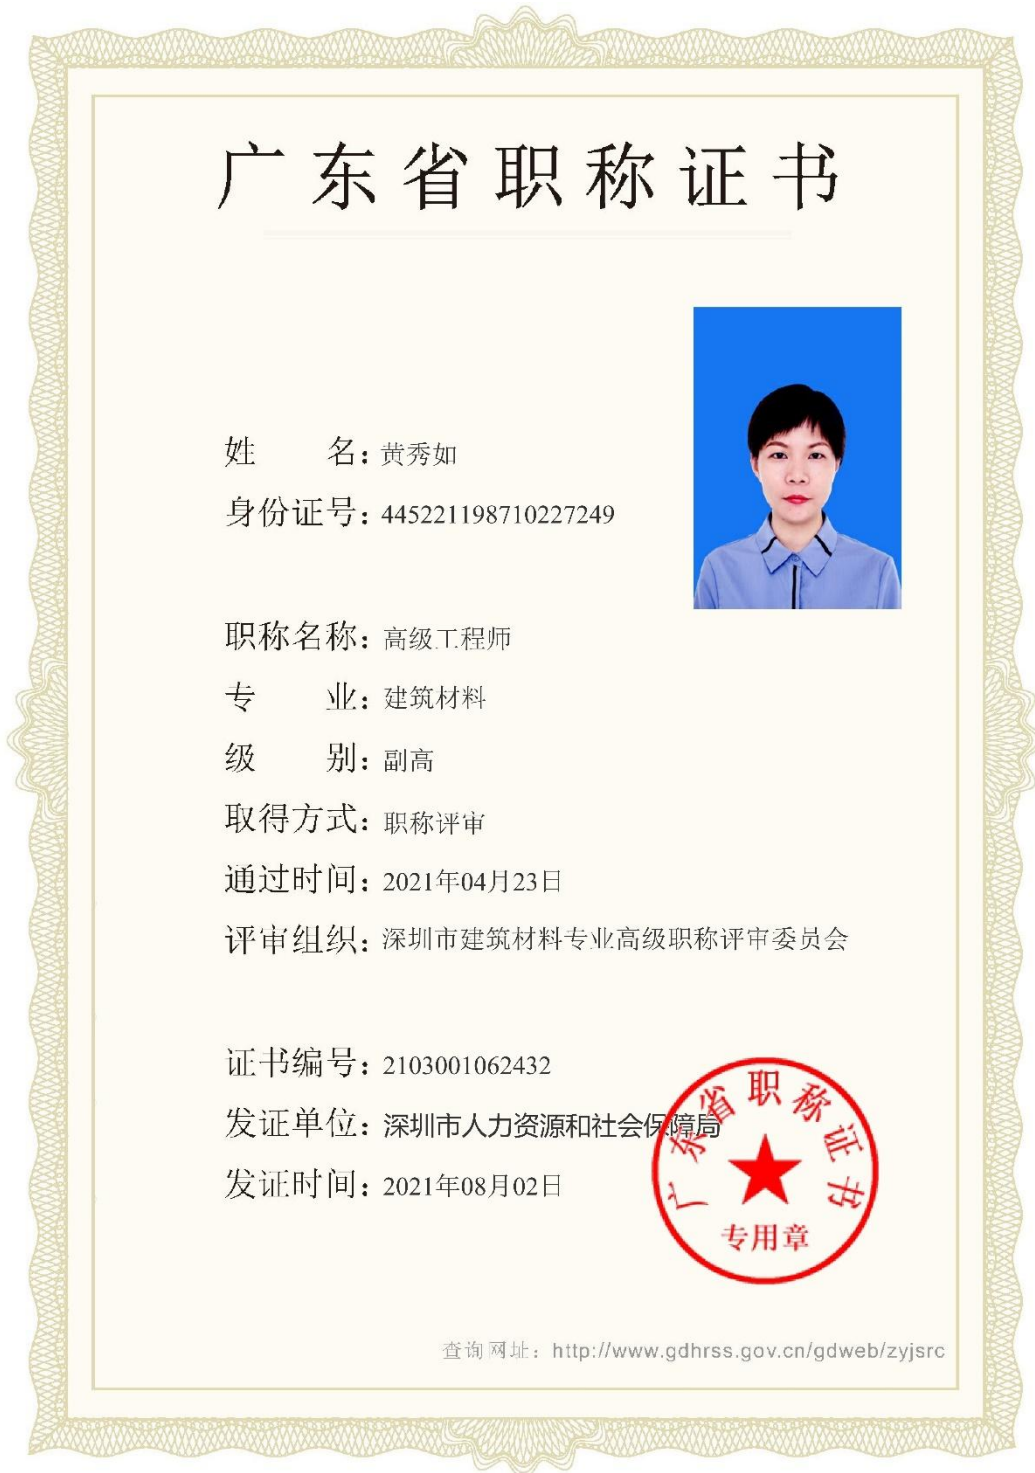 广东省职称证书
姓 名：黄秀如
身份证号：445221198710227249
职称名称：高级工程师
专 业：建筑材料
级 别：副高
取得方式：职称评审
通过时间：2021年04月23日
评审组织：深圳市建筑材料专业高级职称评审委员会
证书编号：2103001062432
发证单位：深圳市人力资源和社会保障局
发证时间：2021年08月02日
广东省职称证书
专用章
查询网址：http://www.gdhrss.gov.cn/gdweb/zyjsrc